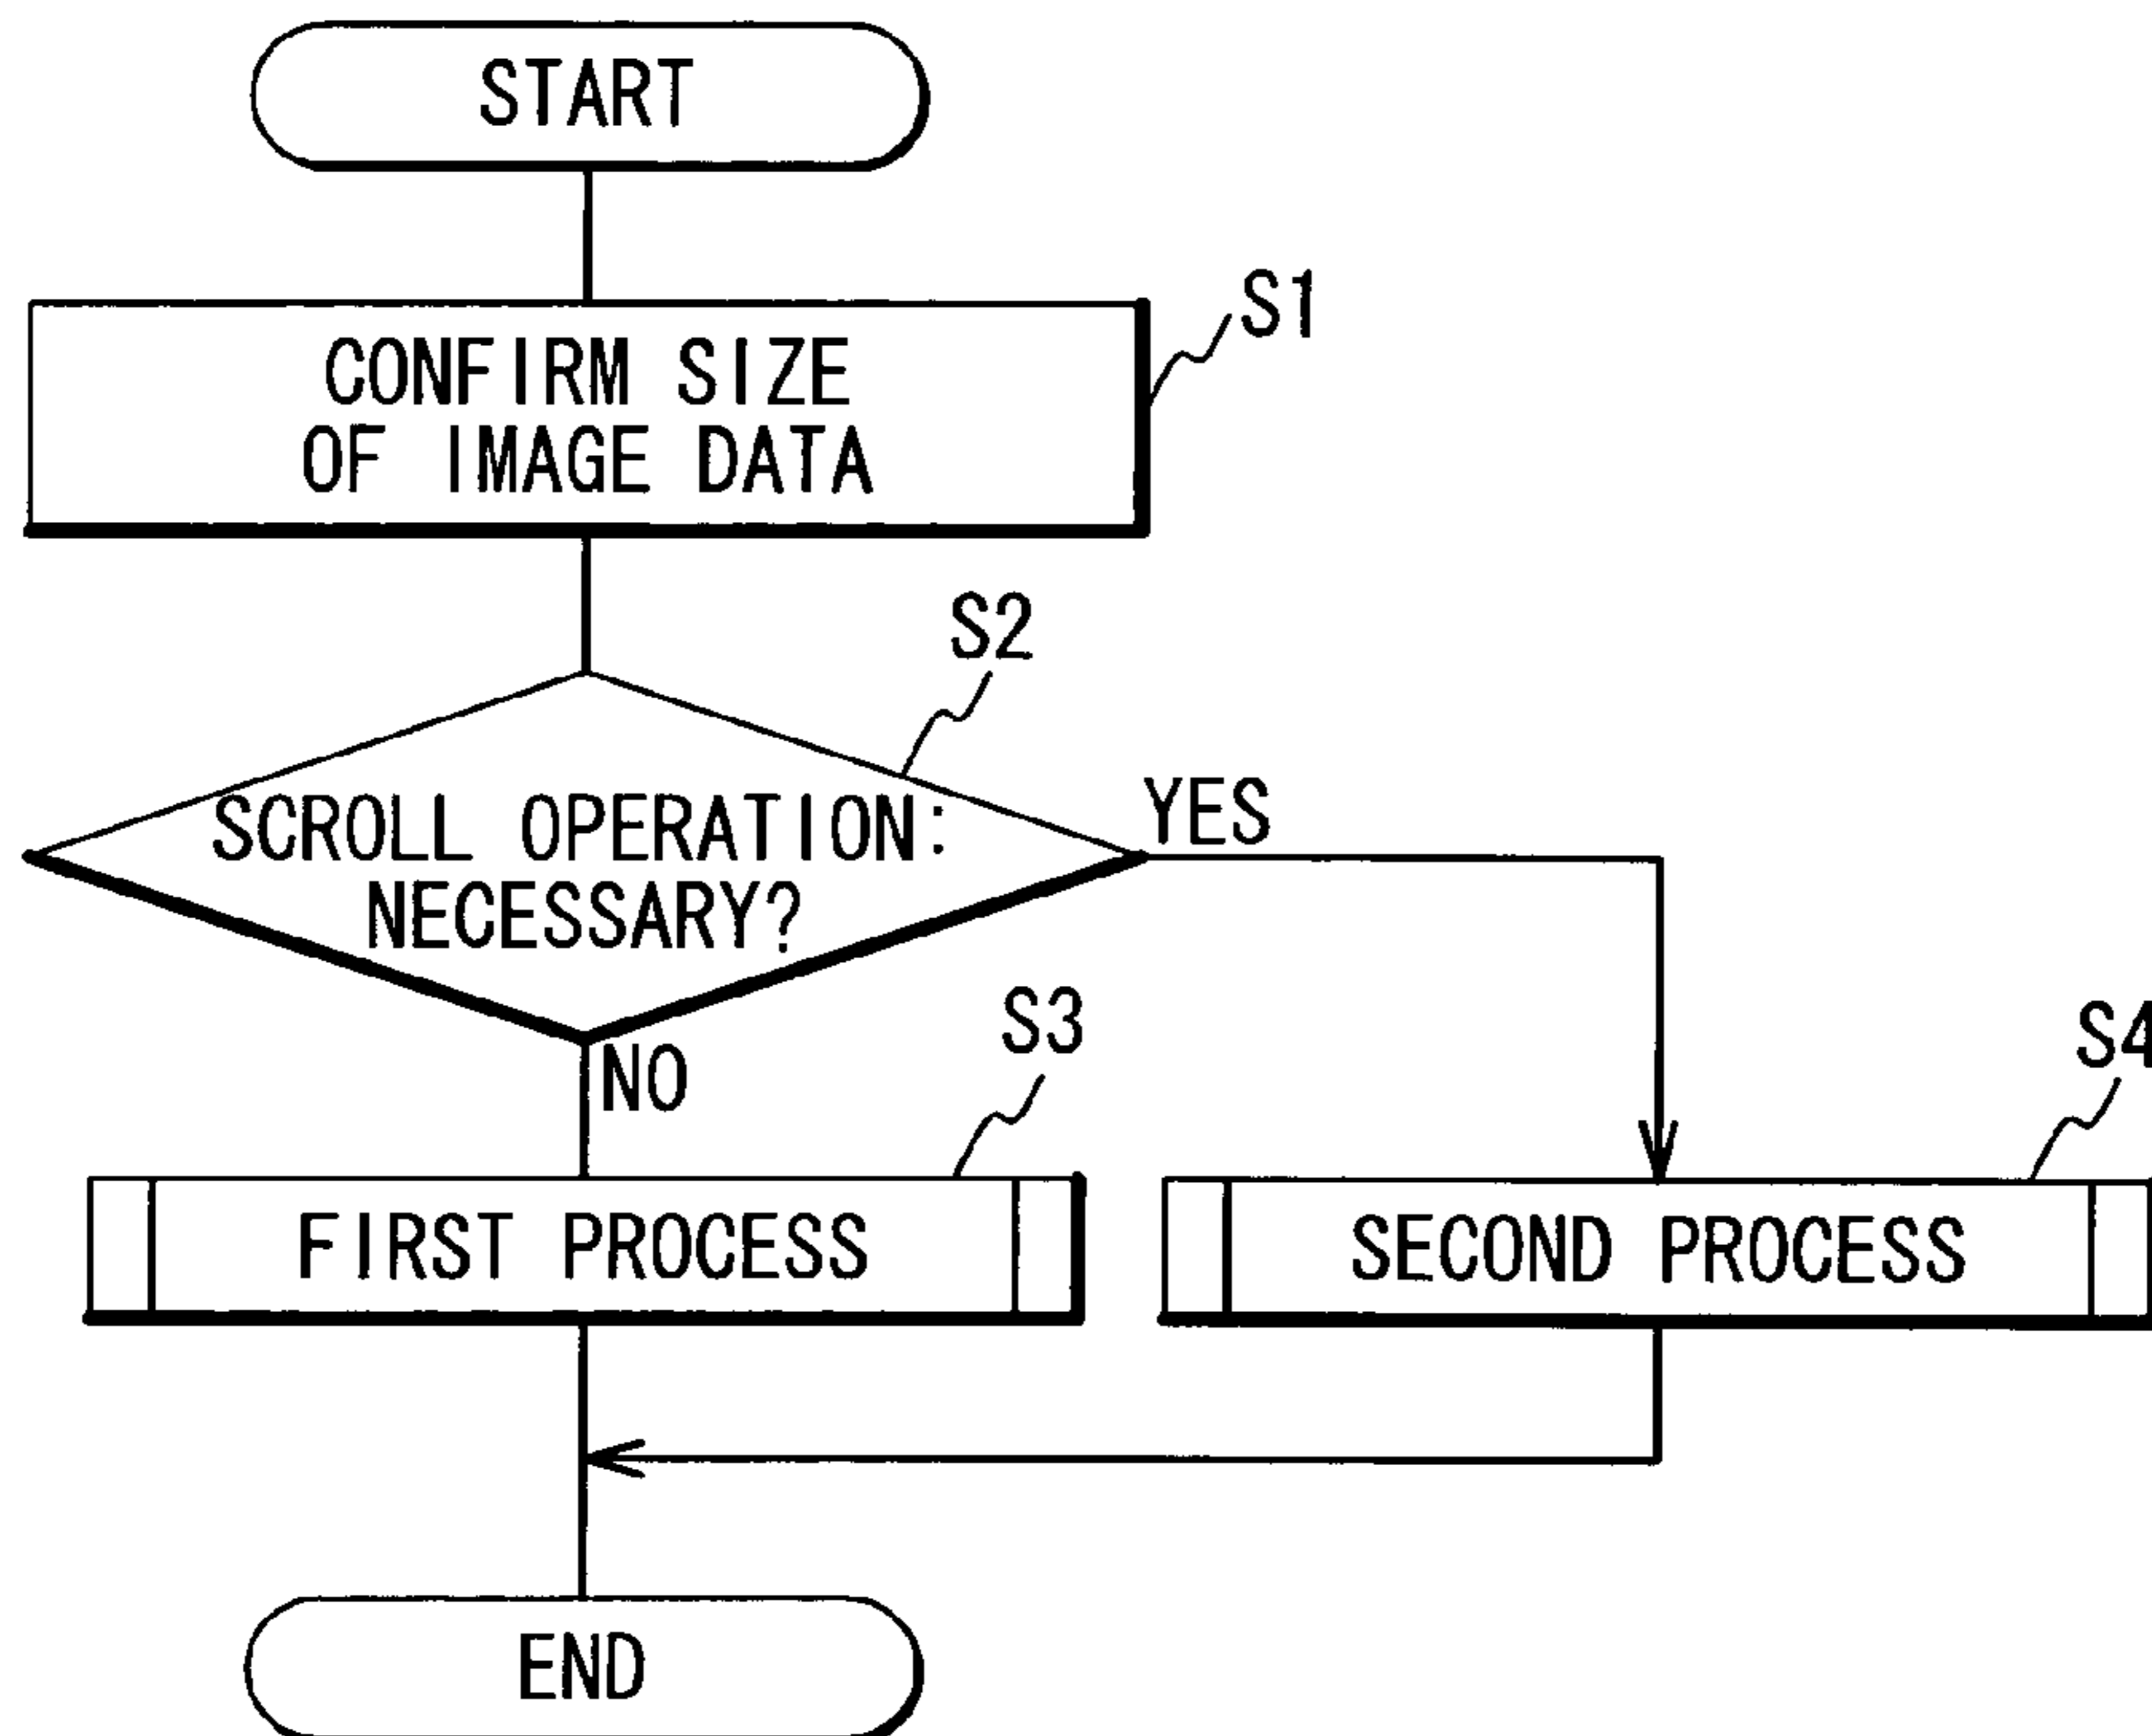 START
S1
CONFIRM SIZE
OF IMAGE DATA
S2
SCROLL OPERATION:
NECESSARY?
YES
NO
S3
S4
FIRST PROCESS
SECOND PROCESS
END